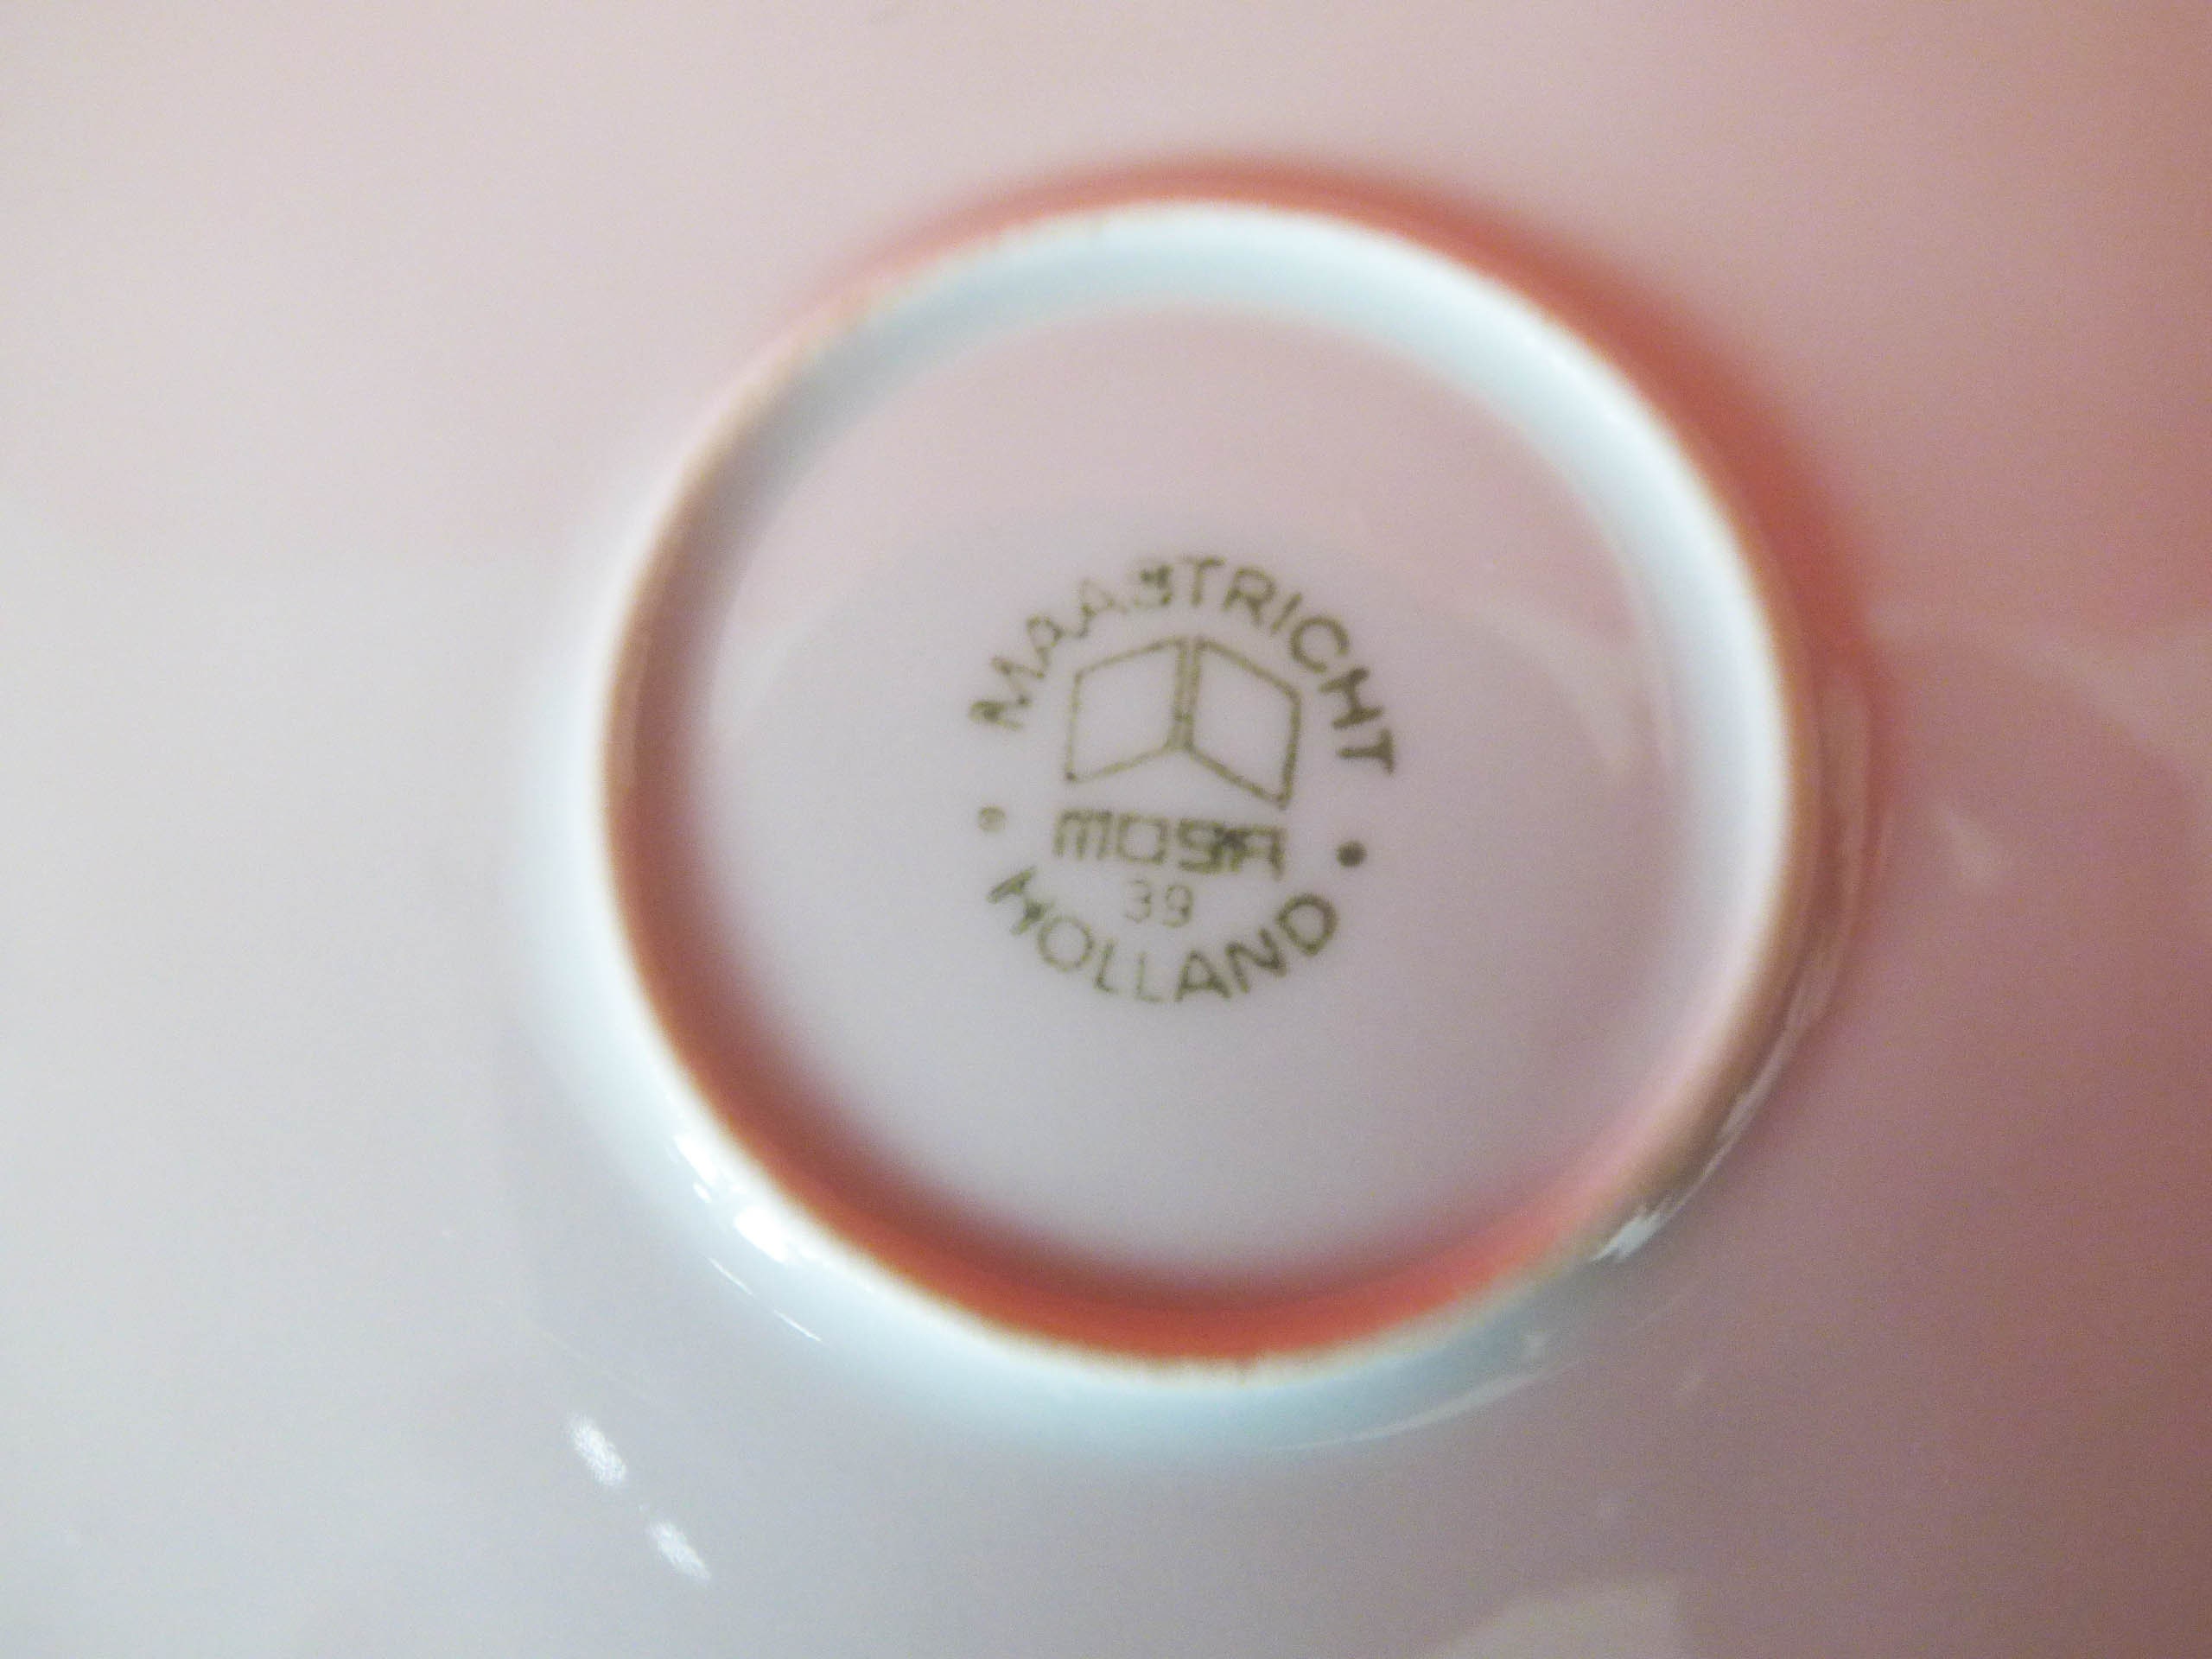 MAASTRICHT
MOSA
39
HOLLAND